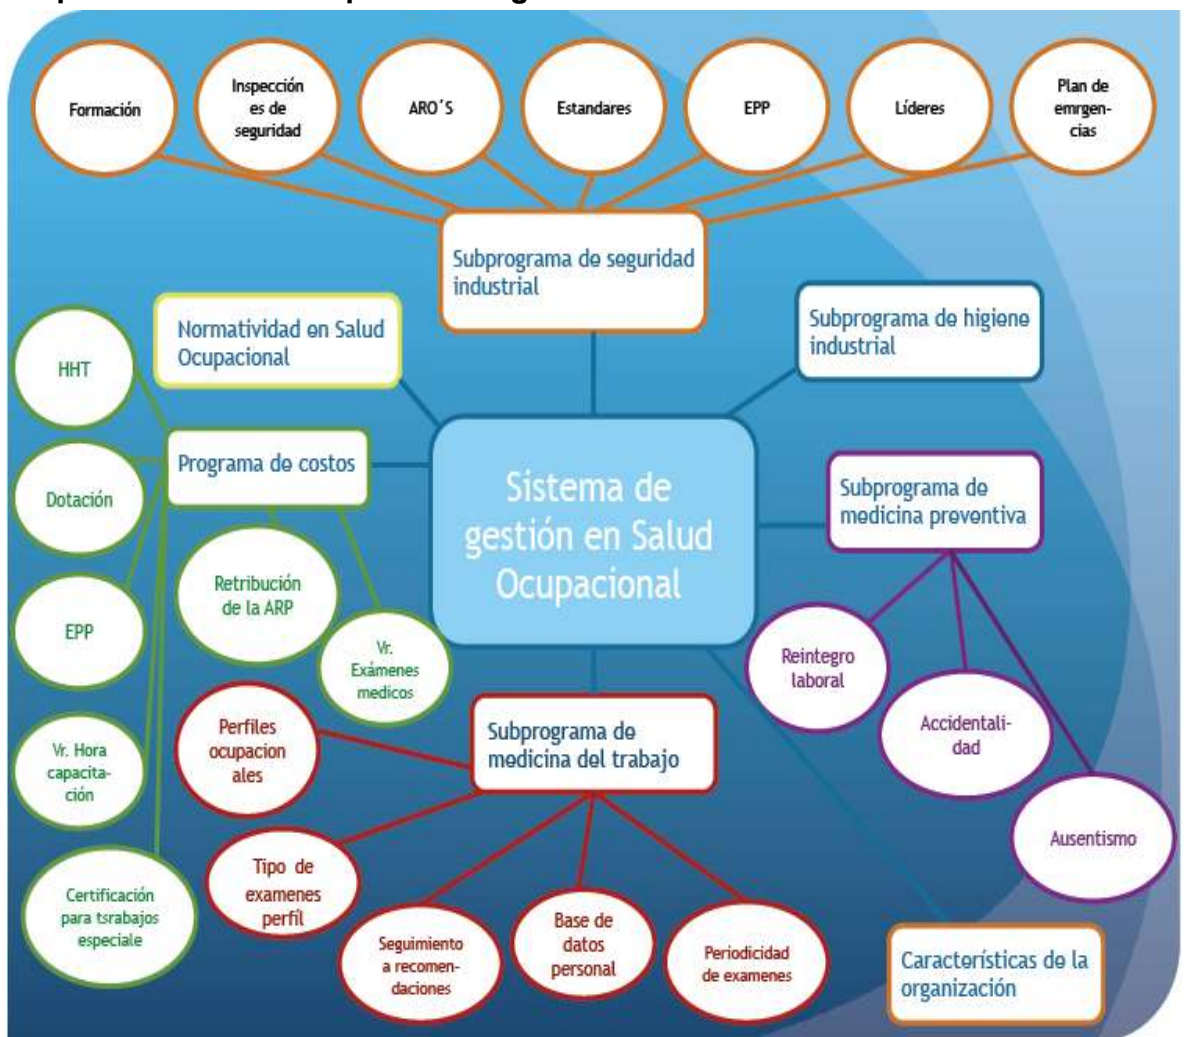 Formación
Inspección
es de
seguridad
ARO´S
Estandares
EPP
Líderes
Plan de
emrgen-
cias
Subprograma de seguridad
industrial
Normatividad en Salud
Ocupacional
Subprograma de higiene
industrial
HHT
Programa de costos
Dotación
Sistema de
gestión en Salud
Ocupacional
Subprograma de
medicina preventiva
Retribución
de la ARP
EPP
Vr.
Exámenes
medicos
Reintegro
laboral
Accidentali-
dad
Ausentismo
Perfiles
ocupacion
ales
Subprograma de
medicina del trabajo
Vr. Hora
capacita-
ción
Tipo de
examenes
perfíl
Certificación
para tsrabajos
especiale
Seguimiento
a recomen-
daciones
Base de
datos
personal
Periodicidad
de examenes
Características de la
organización